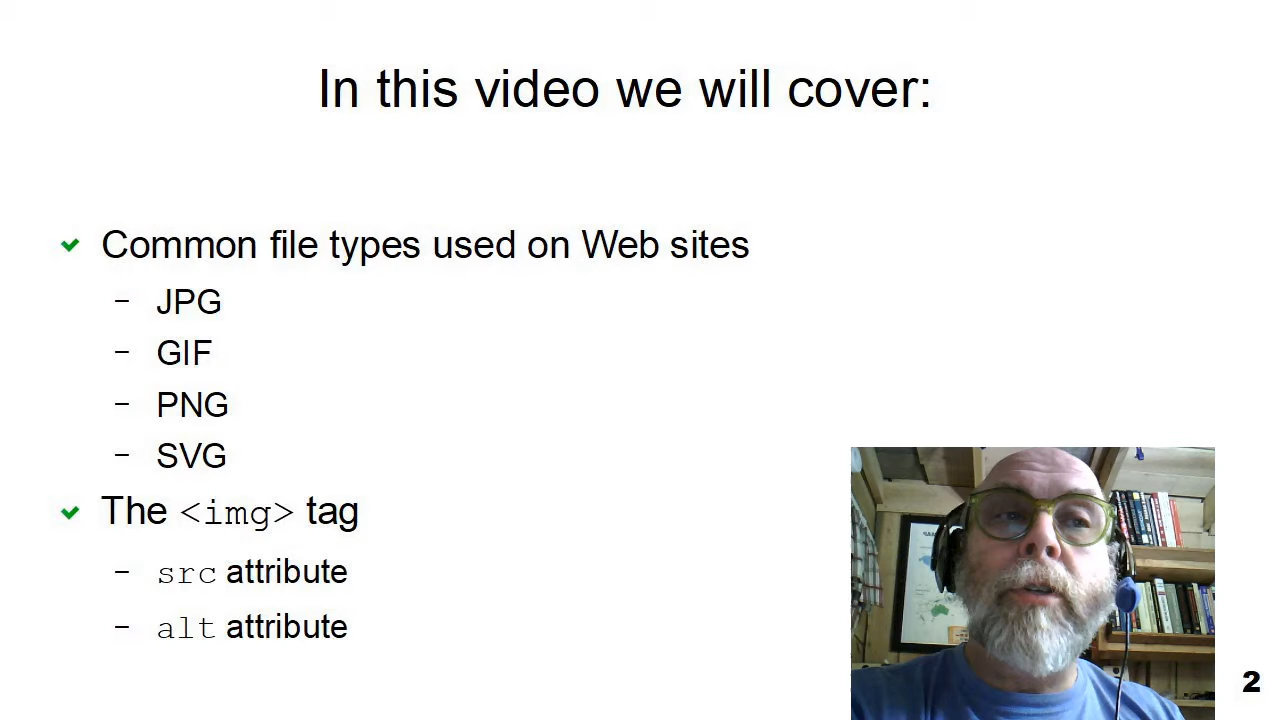 In this video we will cover:
Common file types used on Web sites
- JPG
- GIF
- PNG
- SVG
The <img> tag
- src attribute
- alt attribute
2